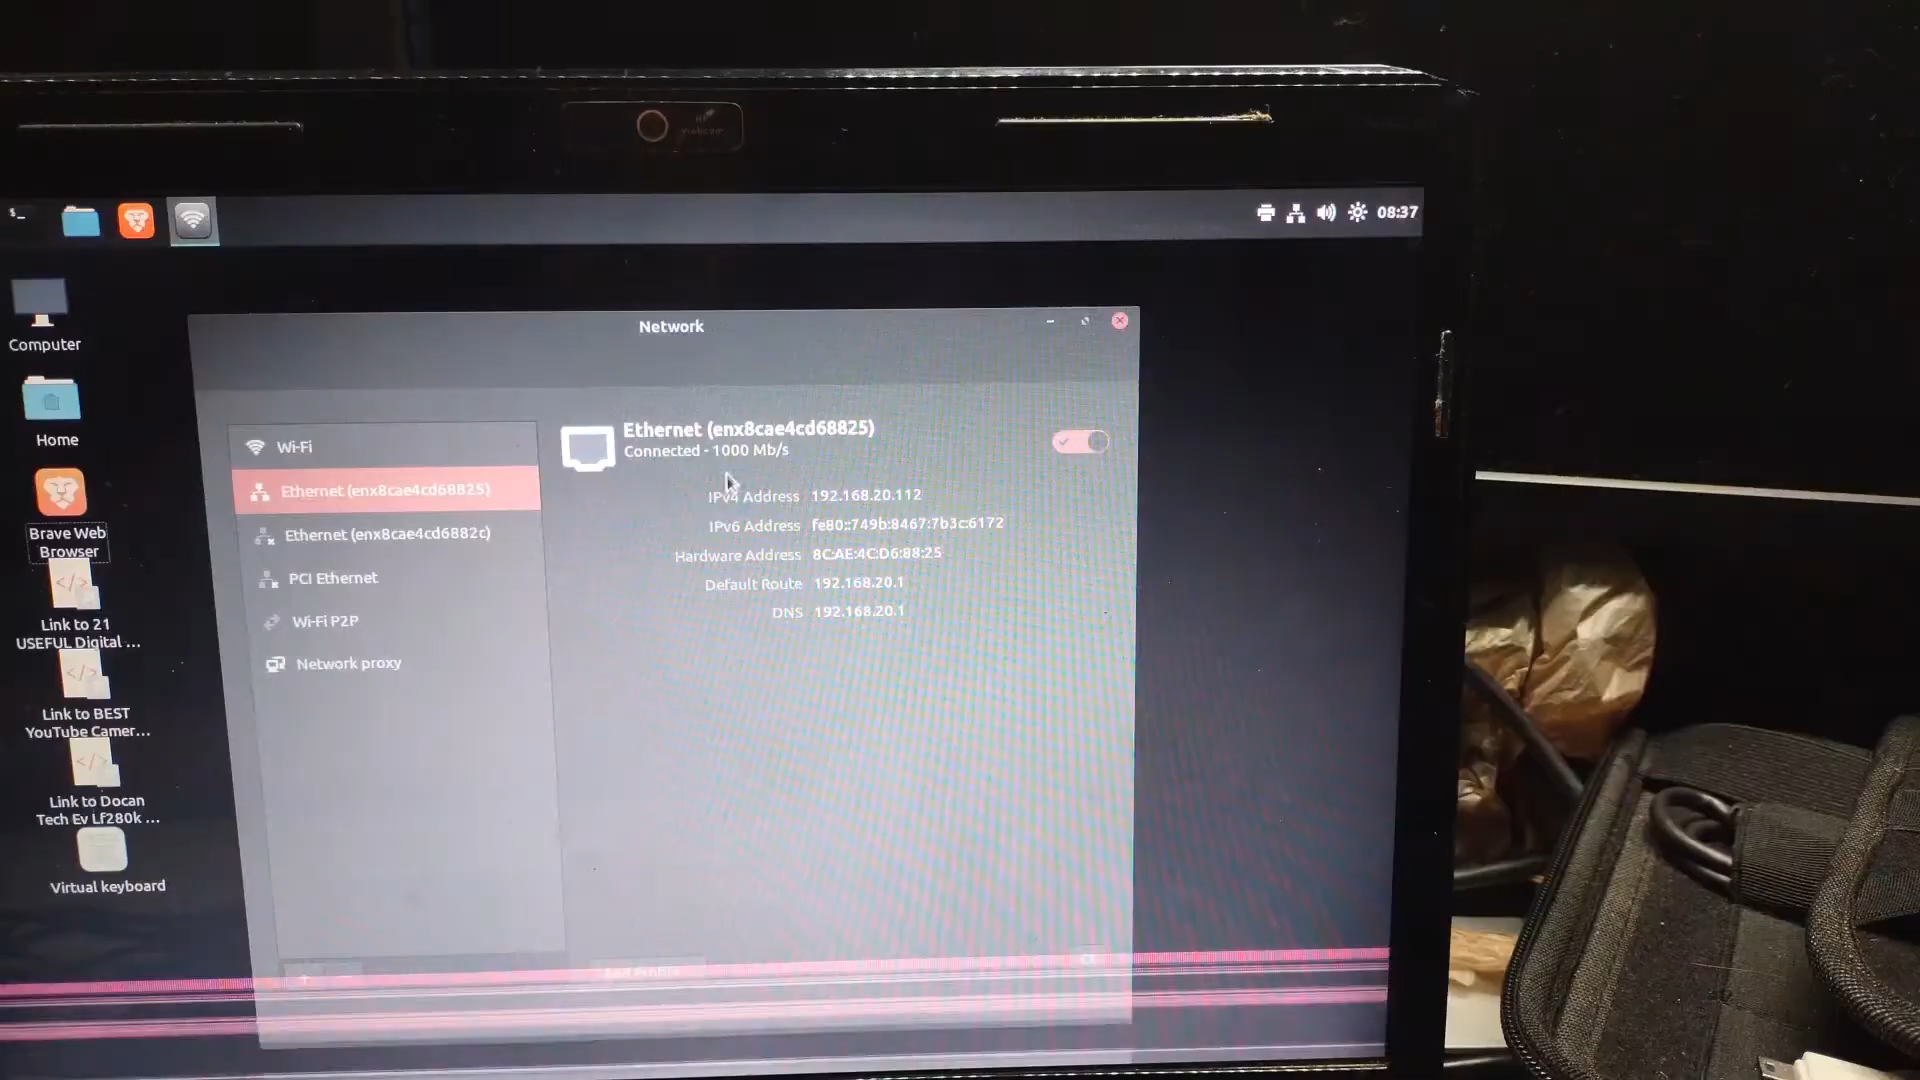 HP
webcam
$_
08:37
Computer
Home
Brave Web
Browser
Link to 21
USEFUL Digital ...
Link to BEST
YouTube Camer...
Link to Docan
Tech Ev Lf280k ...
Virtual keyboard
Network
Wi-Fi
Ethernet (enx8cae4cd68825)
Ethernet (enx8cae4cd6882c)
PCI Ethernet
Wi-Fi P2P
Network proxy
Ethernet (enx8cae4cd68825)
Connected - 1000 Mb/s
IPv4 Address 192.168.20.112
IPv6 Address fe80::749b:8467:7b3c:6172
Hardware Address 8C:AE:4C:D6:88:25
Default Route 192.168.20.1
DNS 192.168.20.1
Add Profile...